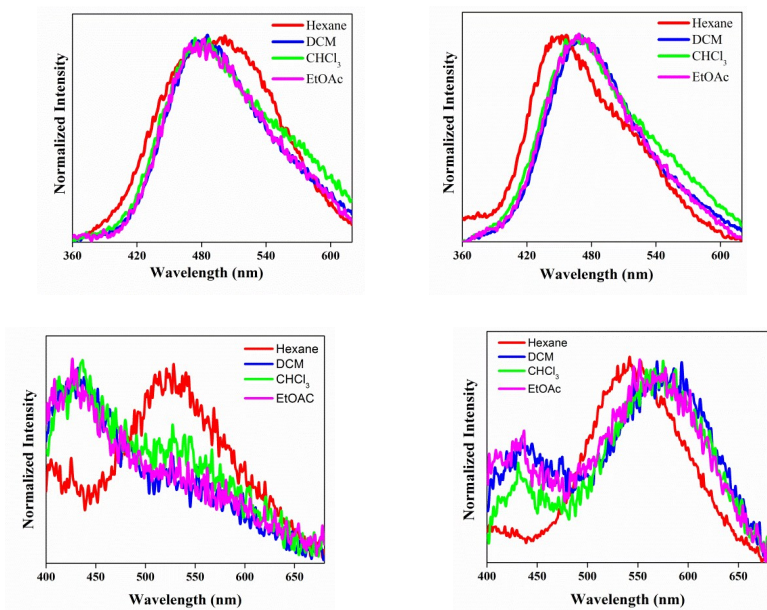 Normalized Intensity
Hexane
DCM
CHCl₃
EtOAc
360 420 480 540 600
Wavelength (nm)
Normalized Intensity
Hexane
DCM
CHCl₃
EtOAc
360 420 480 540 600
Wavelength (nm)
Normalized Intensity
Hexane
DCM
CHCl₃
EtOAC
400 450 500 550 600 650
Wavelength (nm)
Normalized Intensity
Hexane
DCM
CHCl₃
EtOAc
400 450 500 550 600 650
Wavelength (nm)